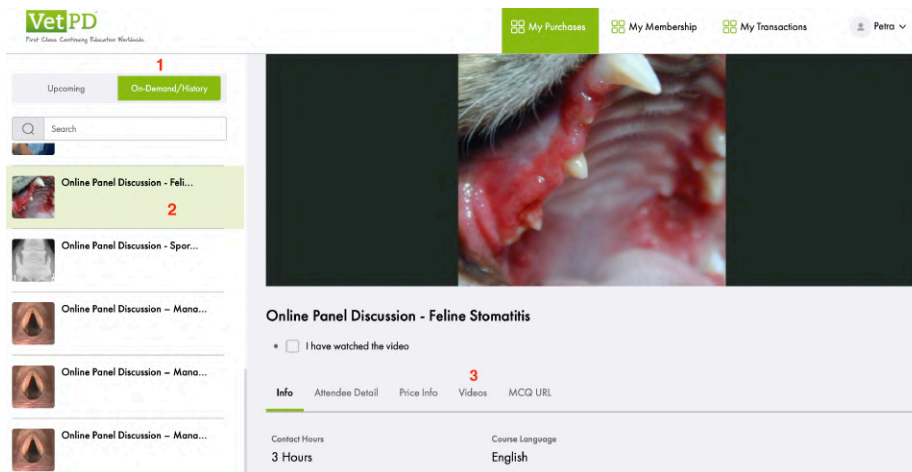 VetPD
First Class Continuing Education Worldwide
My Purchases
My Membership
My Transactions
Petra
1
Upcoming
On-Demand/History
Search
Online Panel Discussion - Feli...
2
Online Panel Discussion - Spor...
Online Panel Discussion – Mana...
Online Panel Discussion – Mana...
Online Panel Discussion – Mana...
Online Panel Discussion - Feline Stomatitis
I have watched the video
3
Info Attendee Detail Price Info Videos MCQ URL
Contact Hours Course Language
3 Hours English